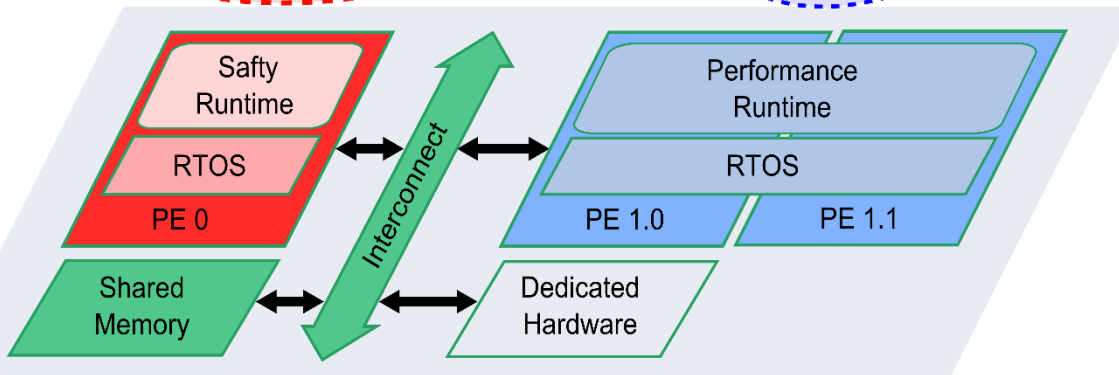 Safty
Runtime
RTOS
PE 0
Interconnect
Performance
Runtime
RTOS
PE 1.0
PE 1.1
Shared
Memory
Dedicated
Hardware